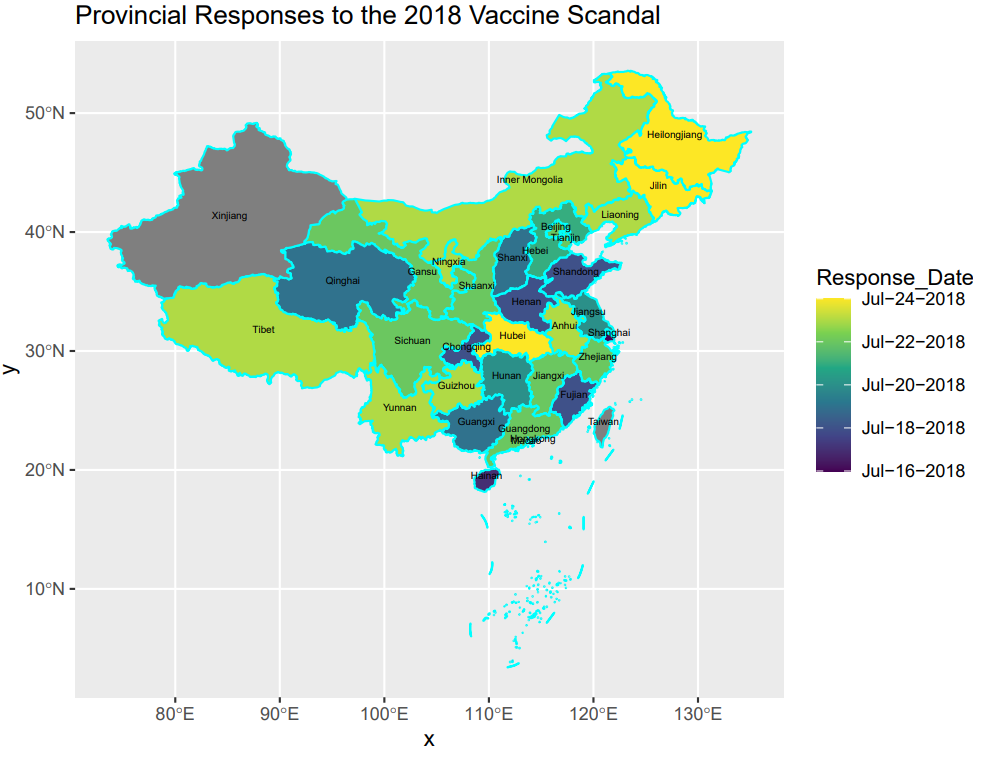 Provincial Responses to the 2018 Vaccine Scandal
50°N
40°N
30°N
20°N
10°N
y
80°E
90°E
100°E
110°E
120°E
130°E
x
Heilongjiang
Jilin
Inner Mongolia
Liaoning
Xinjiang
Beijing
Tianjin
Hebei
Shanxi
Ningxia
Gansu
Shandong
Qinghai
Shaanxi
Henan
Jiangsu
Tibet
Anhui
Shanghai
Hubei
Sichuan
Chongqing
Zhejiang
Hunan
Jiangxi
Guizhou
Fujian
Yunnan
Guangxi
Taiwan
Guangdong
Hongkong
Macao
Hainan
Response_Date
Jul−24−2018
Jul−22−2018
Jul−20−2018
Jul−18−2018
Jul−16−2018